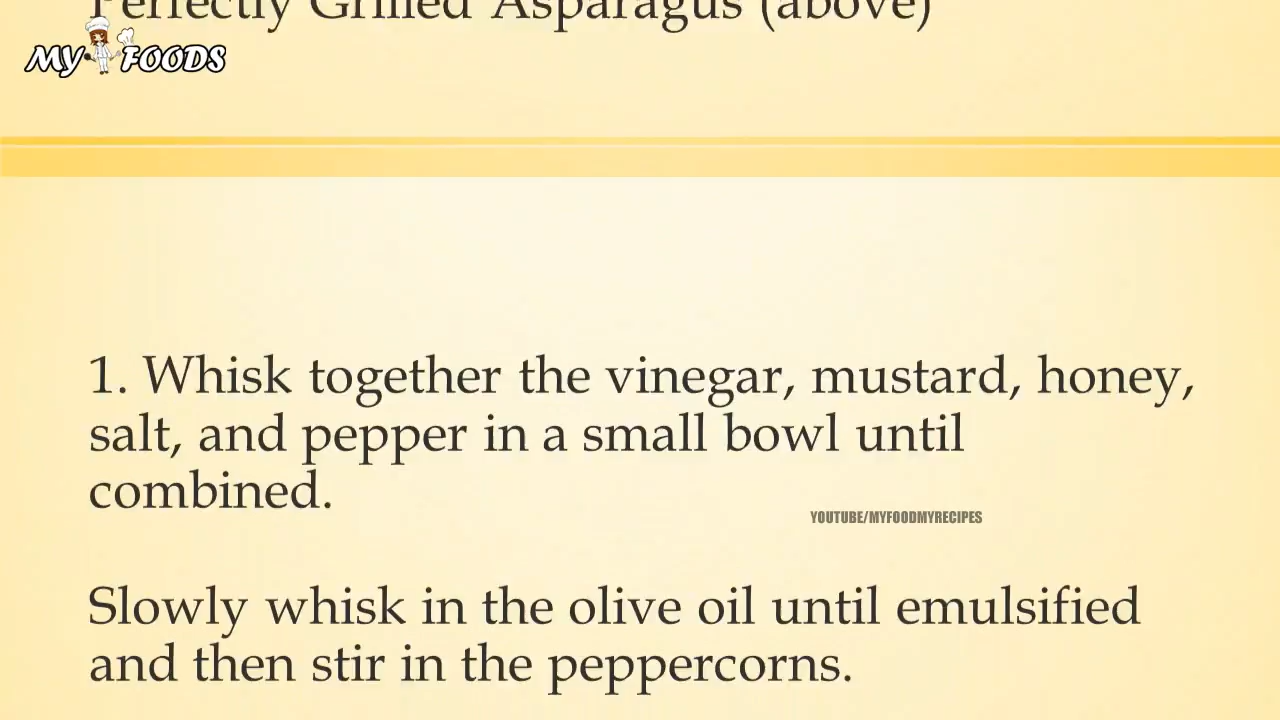 Perfectly Grilled Asparagus (above)
MY FOODS
1. Whisk together the vinegar, mustard, honey,
salt, and pepper in a small bowl until
combined.
YOUTUBE/MYFOODMYRECIPES
Slowly whisk in the olive oil until emulsified
and then stir in the peppercorns.